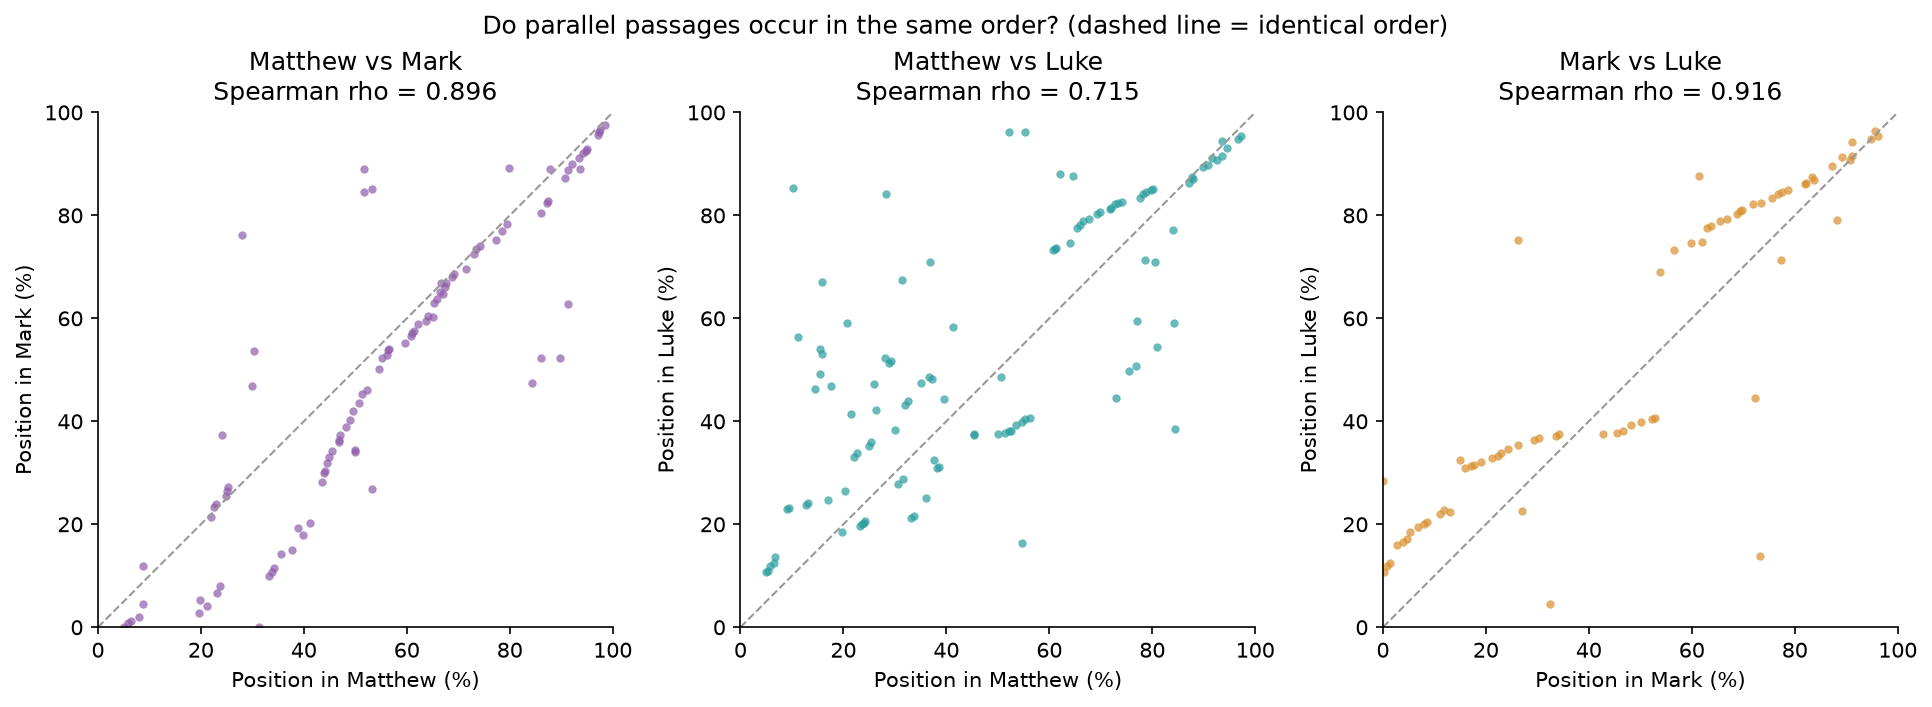 Do parallel passages occur in the same order? (dashed line = identical order)
Matthew vs Mark
Spearman rho = 0.896
100
80
60
40
20
0
0 20 40 60 80 100
Position in Mark (%)
Position in Matthew (%)
Matthew vs Luke
Spearman rho = 0.715
100
80
60
40
20
0
0 20 40 60 80 100
Position in Luke (%)
Position in Matthew (%)
Mark vs Luke
Spearman rho = 0.916
100
80
60
40
20
0
0 20 40 60 80 100
Position in Luke (%)
Position in Mark (%)